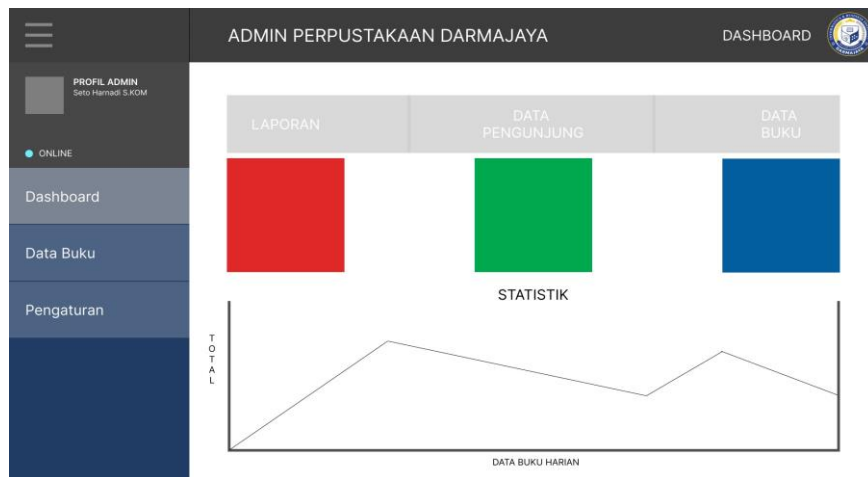 ADMIN PERPUSTAKAAN DARMAJAYA
DASHBOARD
PROFIL ADMIN
Seto Harnadi S.KOM
ONLINE
Dashboard
Data Buku
Pengaturan
LAPORAN
DATA
PENGUNJUNG
DATA
BUKU
STATISTIK
TOTAL
DATA BUKU HARIAN